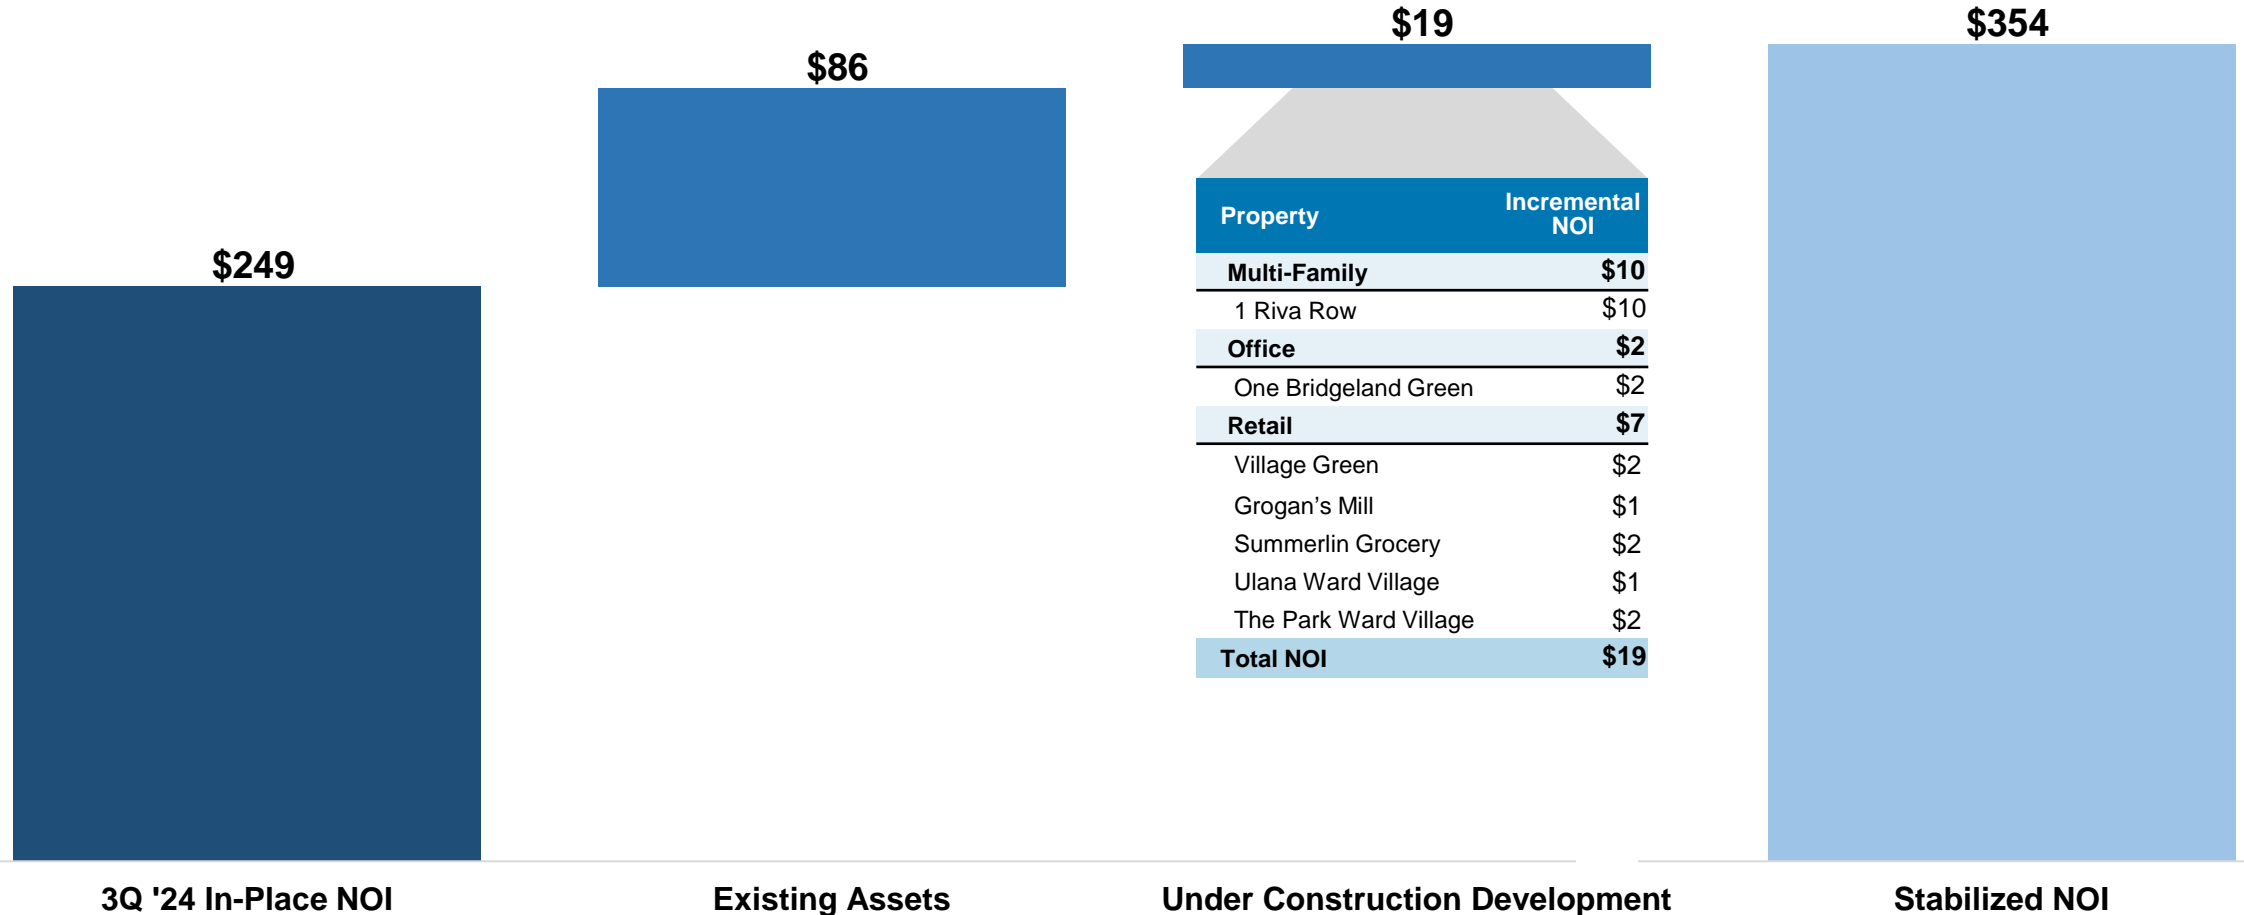 $249
$86
$19
$354
Property Incremental NOI
Multi-Family $10
1 Riva Row $10
Office $2
One Bridgeland Green $2
Retail $7
Village Green $2
Grogan’s Mill $1
Summerlin Grocery $2
Ulana Ward Village $1
The Park Ward Village $2
Total NOI $19
3Q '24 In-Place NOI
Existing Assets
Under Construction Development
Stabilized NOI